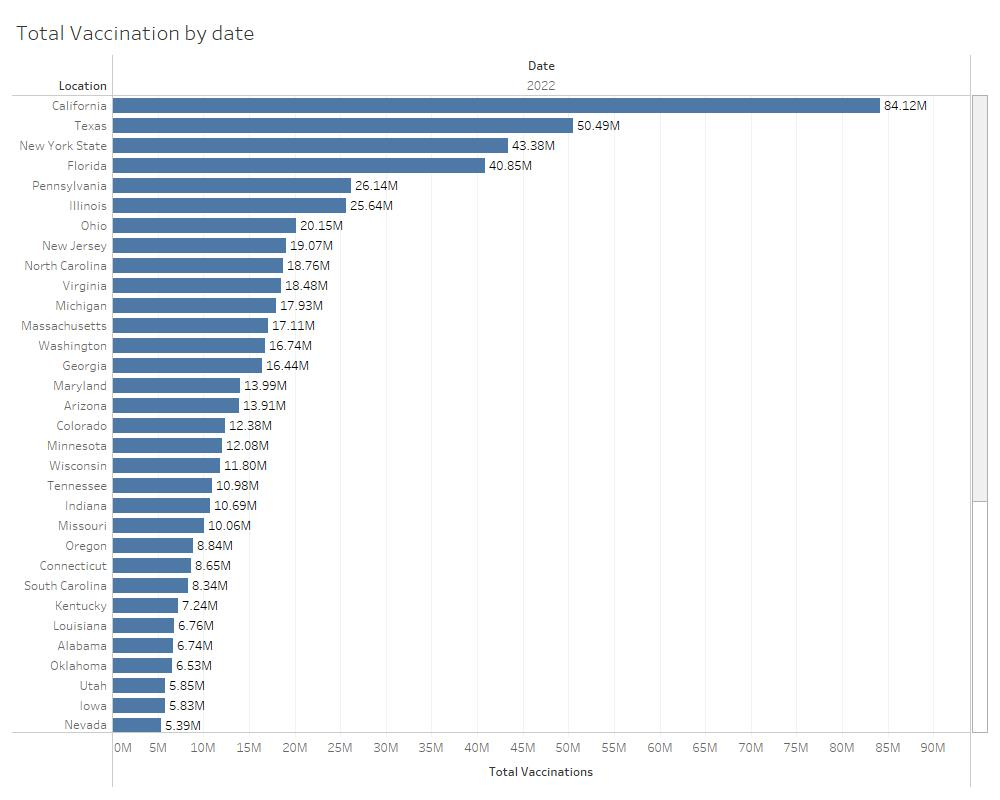 Total Vaccination by date
Date
Location 2022
California 84.12M
Texas 50.49M
New York State 43.38M
Florida 40.85M
Pennsylvania 26.14M
Illinois 25.64M
Ohio 20.15M
New Jersey 19.07M
North Carolina 18.76M
Virginia 18.48M
Michigan 17.93M
Massachusetts 17.11M
Washington 16.74M
Georgia 16.44M
Maryland 13.99M
Arizona 13.91M
Colorado 12.38M
Minnesota 12.08M
Wisconsin 11.80M
Tennessee 10.98M
Indiana 10.69M
Missouri 10.06M
Oregon 8.84M
Connecticut 8.65M
South Carolina 8.34M
Kentucky 7.24M
Louisiana 6.76M
Alabama 6.74M
Oklahoma 6.53M
Utah 5.85M
Iowa 5.83M
Nevada 5.39M
0M 5M 10M 15M 20M 25M 30M 35M 40M 45M 50M 55M 60M 65M 70M 75M 80M 85M 90M
Total Vaccinations